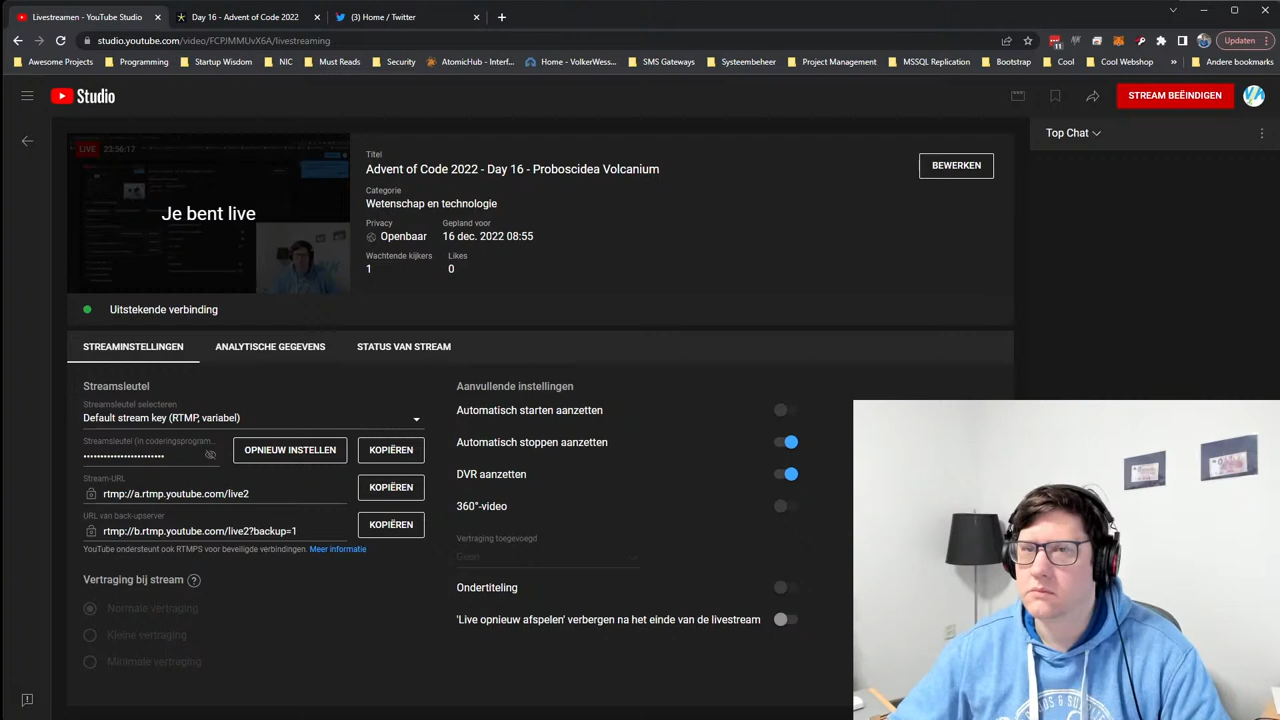 Livestreamen - YouTube Studio
Day 16 - Advent of Code 2022
(3) Home / Twitter
studio.youtube.com/video/FCPJMMUvX6A/livestreaming
11
Updaten
Awesome Projects
Programming
Startup Wisdom
NIC
Must Reads
Security
AtomicHub - Interf...
Home - VolkerWess...
SMS Gateways
Systeembeheer
Project Management
MSSQL Replication
Bootstrap
Cool
Cool Webshop
»
Andere bookmarks
Studio
STREAM BEËINDIGEN
Top Chat
LIVE 23:56:17
Je bent live
Titel
Advent of Code 2022 - Day 16 - Proboscidea Volcanium
BEWERKEN
Categorie
Wetenschap en technologie
Privacy
Gepland voor
Openbaar
16 dec. 2022 08:55
Wachtende kijkers
Likes
1
0
Uitstekende verbinding
STREAMINSTELLINGEN
ANALYTISCHE GEGEVENS
STATUS VAN STREAM
Streamsleutel
Aanvullende instellingen
Streamsleutel selecteren
Default stream key (RTMP, variabel)
Automatisch starten aanzetten
Streamsleutel (in coderingsprogram...
OPNIEUW INSTELLEN
KOPIËREN
Automatisch stoppen aanzetten
Stream-URL
rtmp://a.rtmp.youtube.com/live2
KOPIËREN
DVR aanzetten
360°-video
URL van back-upserver
rtmp://b.rtmp.youtube.com/live2?backup=1
KOPIËREN
YouTube ondersteunt ook RTMPS voor beveiligde verbindingen. Meer informatie
Vertraging toegevoegd
Geen
Vertraging bij stream
Ondertiteling
Normale vertraging
'Live opnieuw afspelen' verbergen na het einde van de livestream
Kleine vertraging
Minimale vertraging